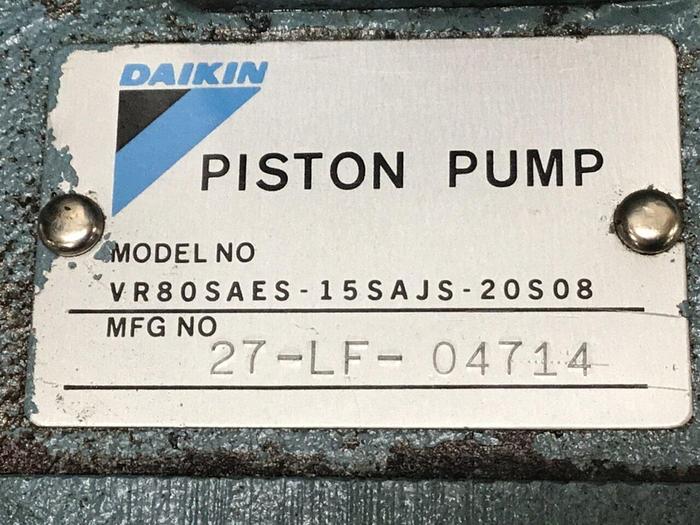 DAIKIN
PISTON PUMP
MODEL NO
VR80SAES-15SAJS-20S08
MFG NO
27-LF- 04714